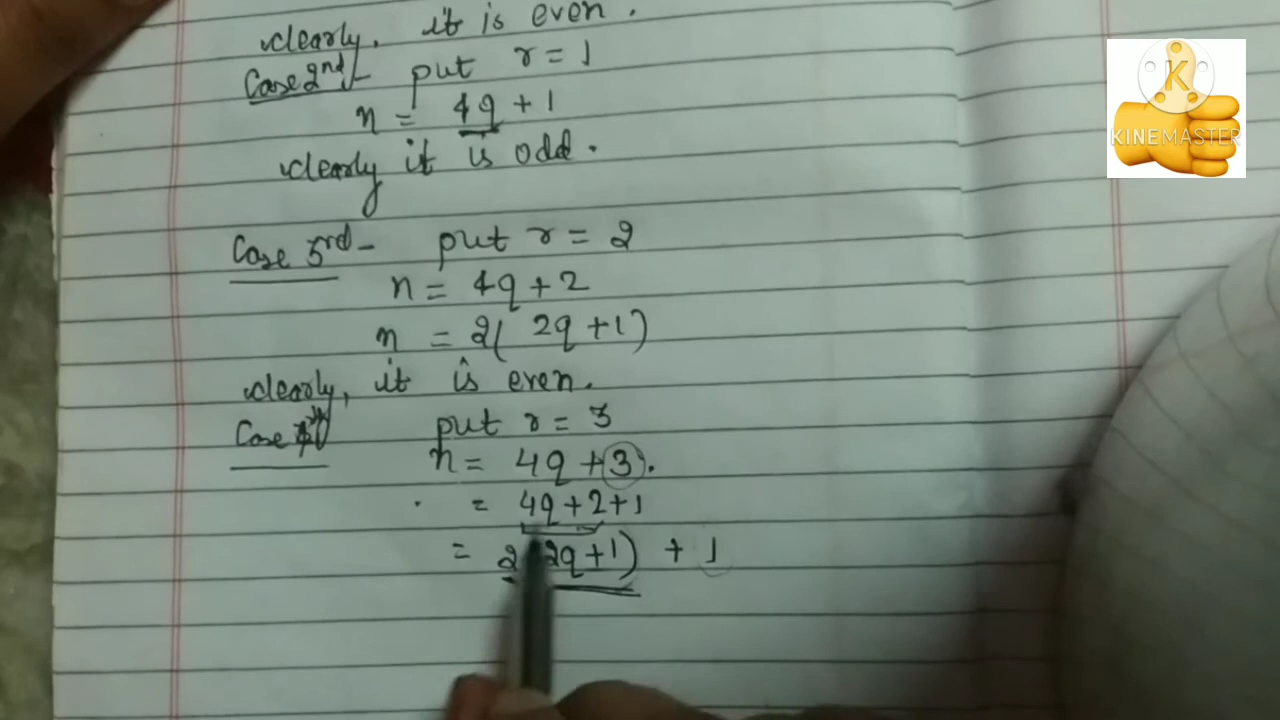 clearly, it is even.
Case 2nd- put r = 1
n = 4q + 1
clearly it is odd.
Case 3rd- put r = 2
n = 4q + 2
n = 2( 2q + 1)
clearly, it is even.
Case put r = 3
n = 4q + 3.
= 4q + 2 + 1
= 2(2q + 1) + 1
K
KINEMASTER